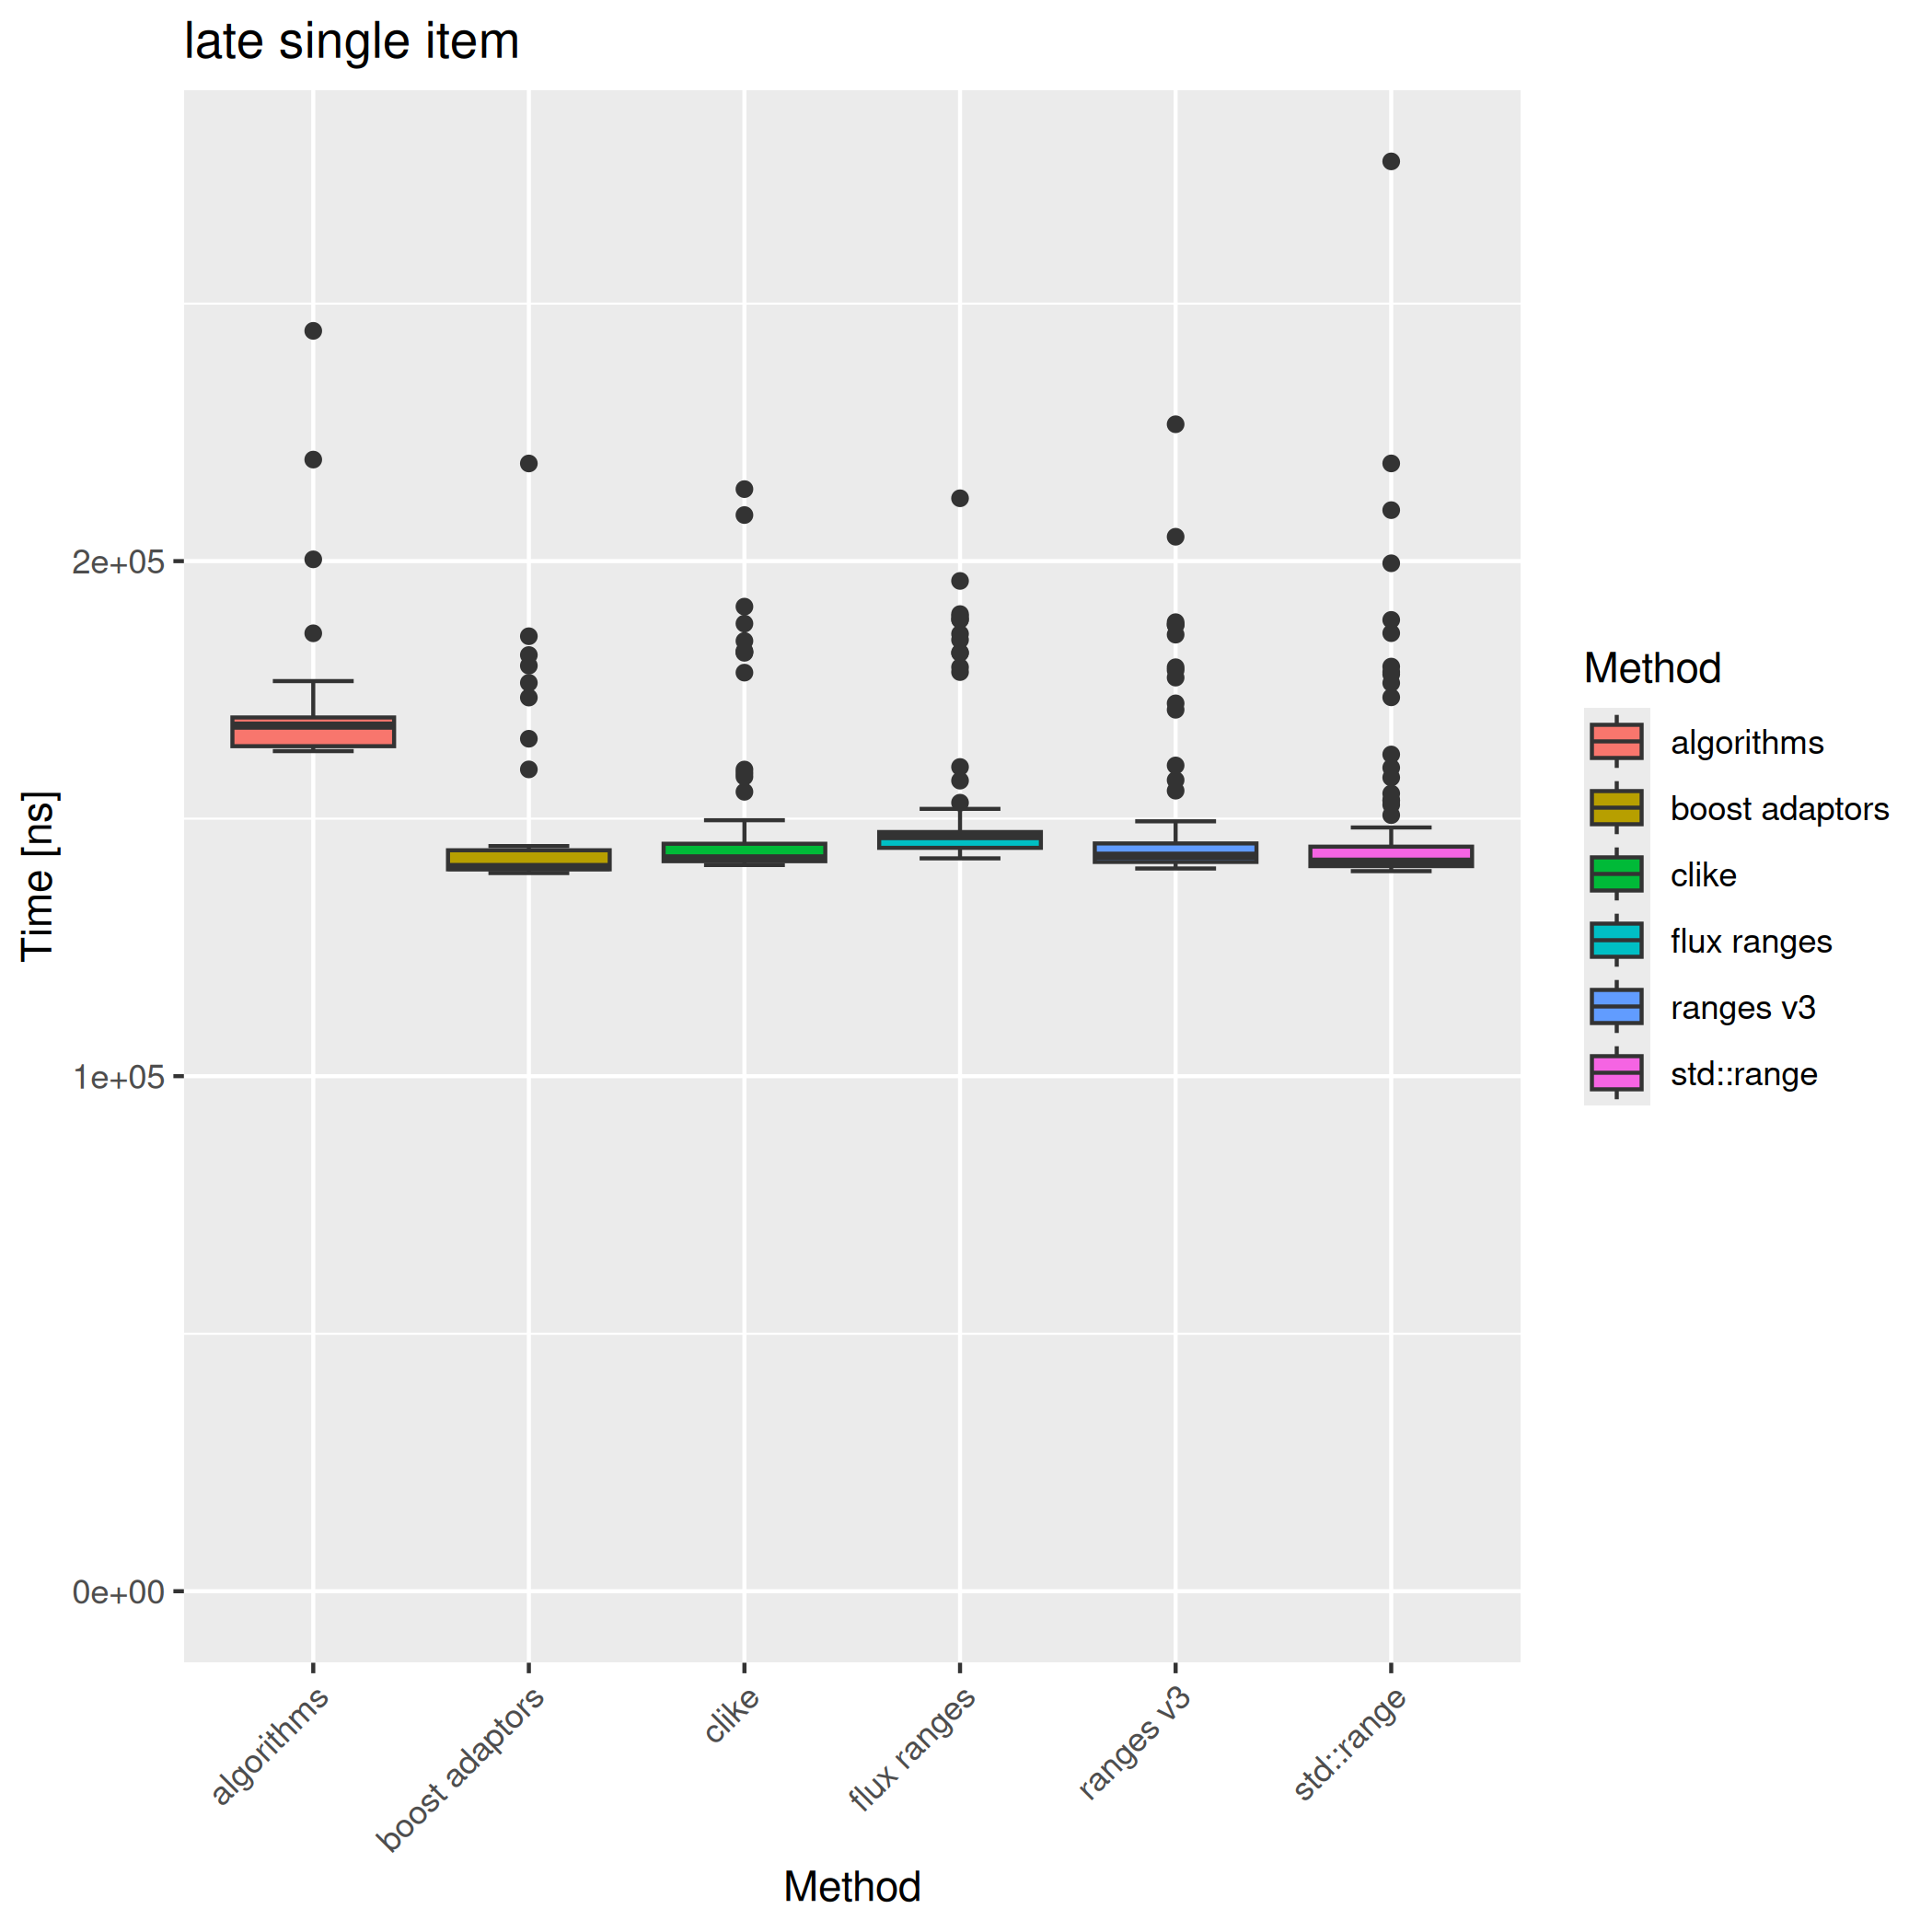 late single item
Time [ns]
2e+05
1e+05
0e+00
algorithms
boost adaptors
clike
flux ranges
ranges v3
std::range
Method
Method
algorithms
boost adaptors
clike
flux ranges
ranges v3
std::range